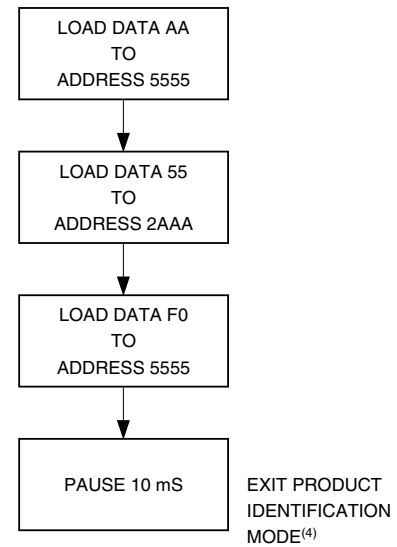 LOAD DATA AA
TO
ADDRESS 5555
LOAD DATA 55
TO
ADDRESS 2AAA
LOAD DATA F0
TO
ADDRESS 5555
PAUSE 10 mS
EXIT PRODUCT
IDENTIFICATION
MODE(4)